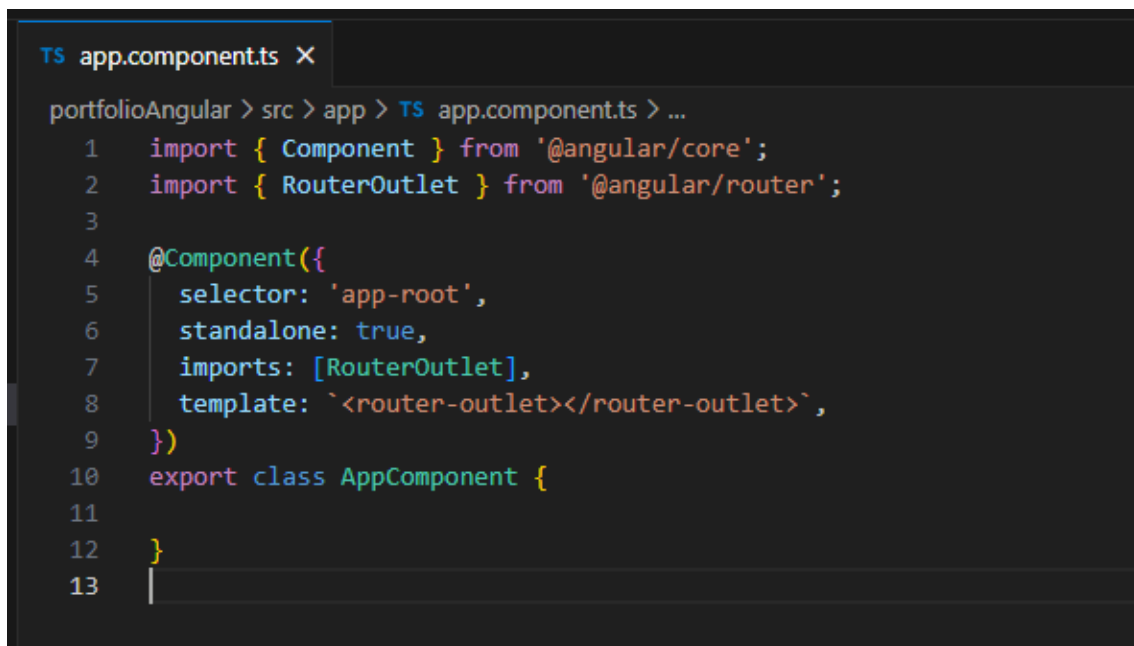 TS app.component.ts ×
portfolioAngular > src > app > TS app.component.ts > ...
1 import { Component } from '@angular/core';
2 import { RouterOutlet } from '@angular/router';
3
4 @Component({
5   selector: 'app-root',
6   standalone: true,
7   imports: [RouterOutlet],
8   template: `<router-outlet></router-outlet>`,
9 })
10 export class AppComponent {
11
12 }
13